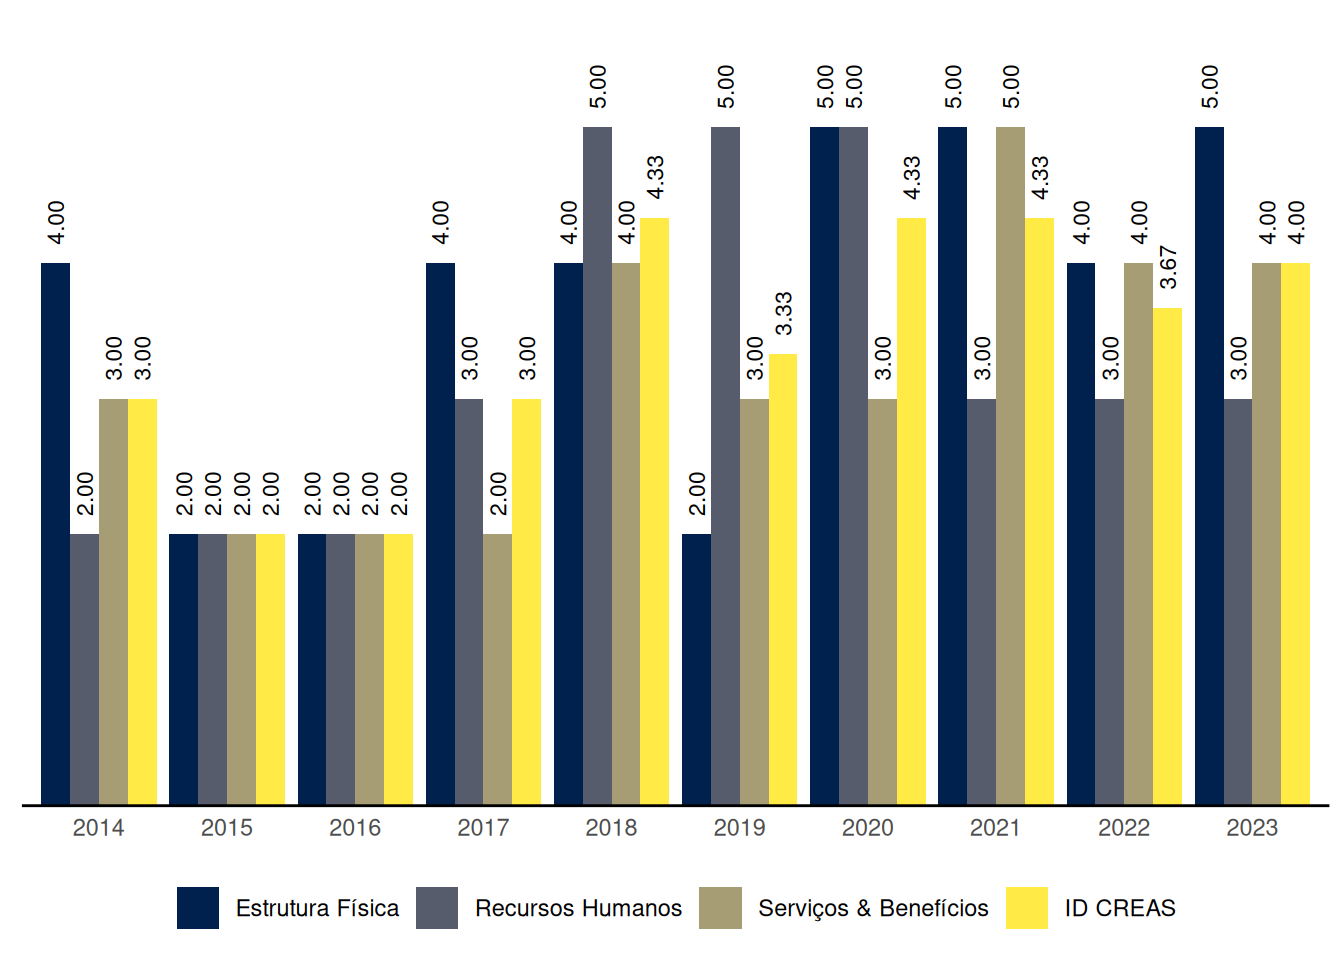 5.00 5.00 5.00 5.00 5.00 5.00 5.00
4.33 4.33 4.33
4.00 4.00 4.00 4.00 4.00 4.00 4.00 4.00
3.67
3.33
3.00 3.00 3.00 3.00 3.00 3.00 3.00 3.00 3.00
2.00 2.00 2.00 2.00 2.00 2.00 2.00 2.00 2.00 2.00 2.00
2014 2015 2016 2017 2018 2019 2020 2021 2022 2023
Estrutura Física Recursos Humanos Serviços & Benefícios ID CREAS